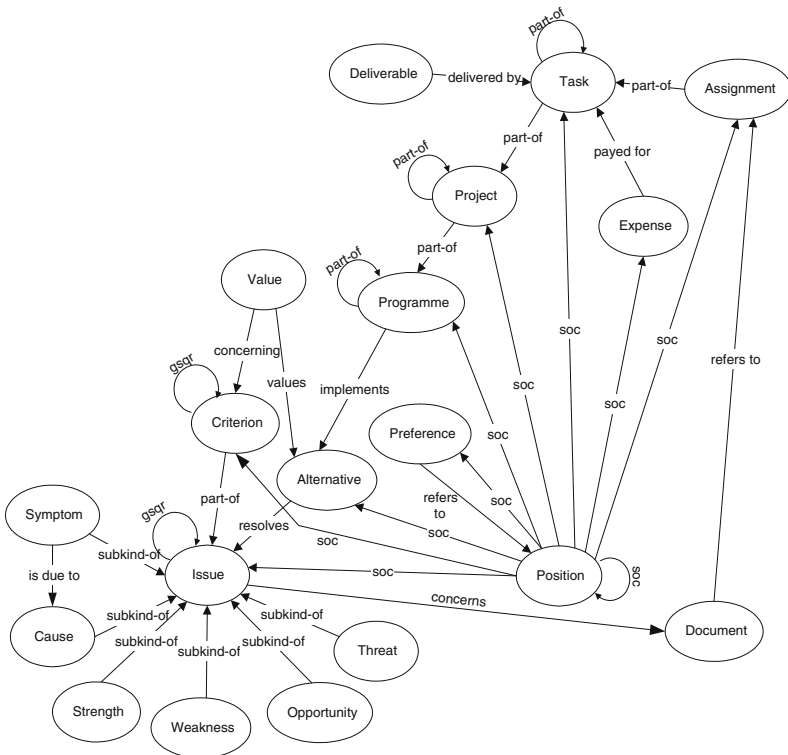 part-of
Deliverable
delivered by
Task
part-of
Assignment
part-of
payed for
part-of
Project
Expense
part-of
part-of
Value
Programme
soc
soc
concerning
refers to
gsqr
values
implements
soc
soc
Criterion
Preference
soc
Alternative
part-of
refers
to
soc
Symptom
gsqr
resolves
soc
soc
subkind-of
is due to
Issue
soc
Position
soc
concerns
subkind-of
Cause
subkind-of
subkind-of
subkind-of
subkind-of
Threat
Document
Strength
Weakness
Opportunity